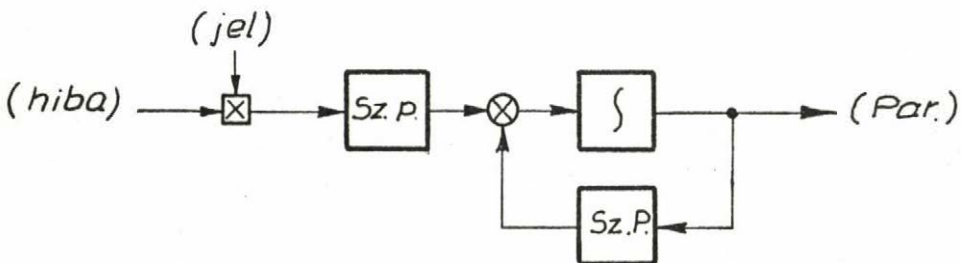 (jel)
(hiba)
Sz.p.
∫
(Par.)
Sz.P.